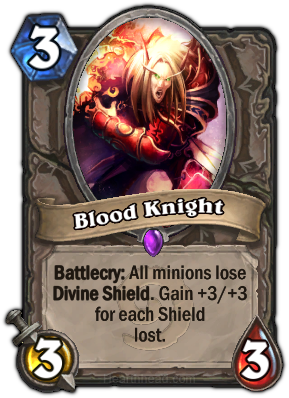 3
Blood Knight
Battlecry: All minions lose
Divine Shield. Gain +3/+3
for each Shield
lost.
3
3